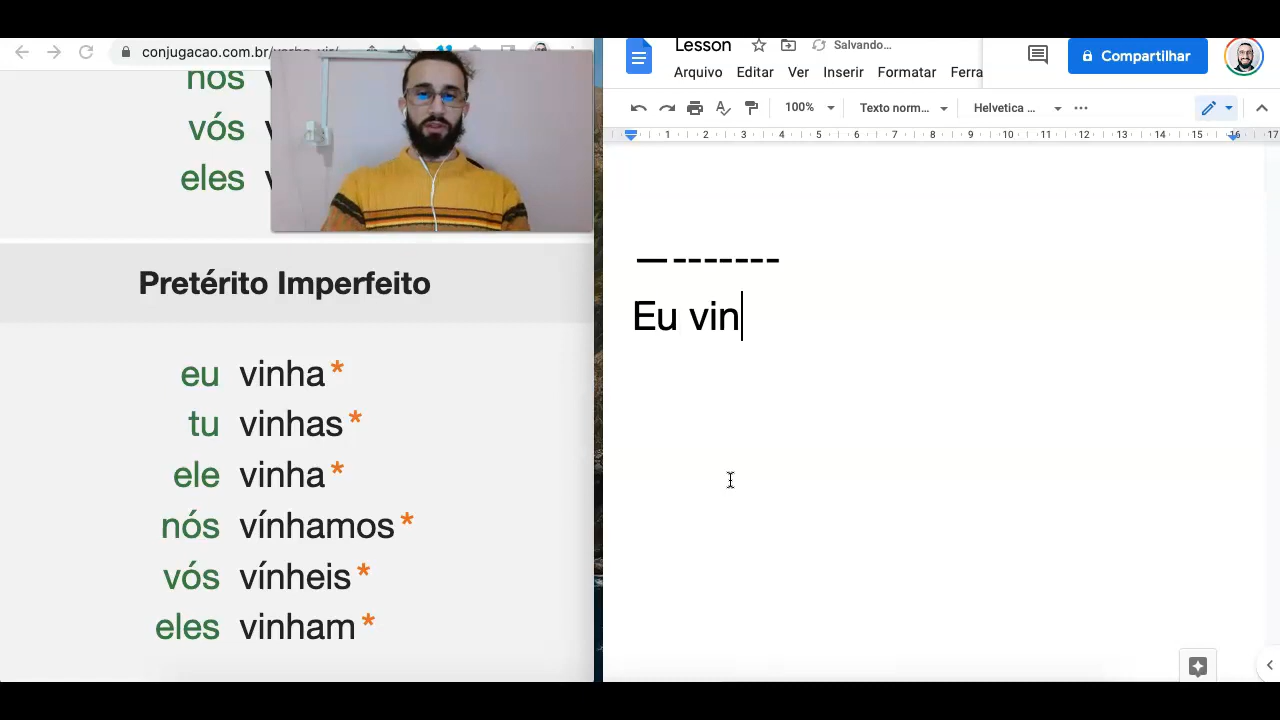 conjugacao.com.br/verbo_vir/
nós v
vós v
eles v
Pretérito Imperfeito
eu vinha*
tu vinhas*
ele vinha*
nós vínhamos*
vós vínheis*
eles vinham*
Lesson Salvando...
Arquivo Editar Ver Inserir Formatar Ferra
Compartilhar
100% Texto norm... Helvetica ...
1 2 3 4 5 6 7 8 9 10 11 12 13 14 15 16 17
—-------
Eu vin